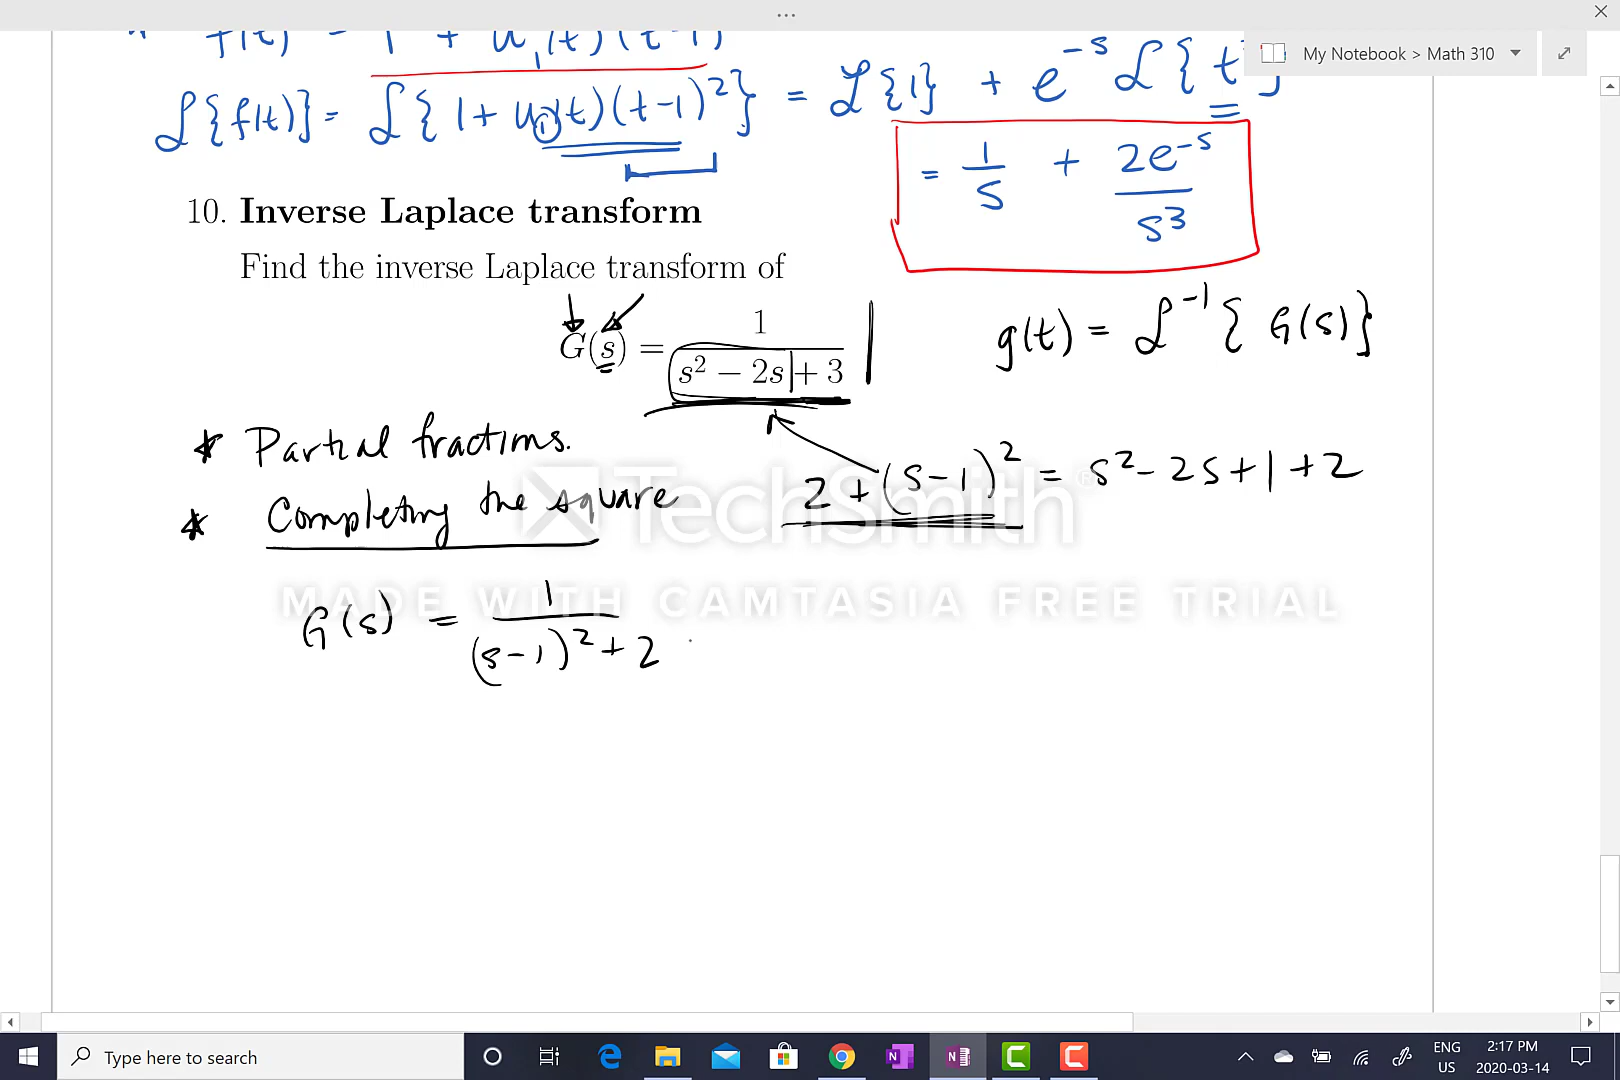 ...
My Notebook > Math 310
f(t) = 1 + u₁(t)(t-1)
ℒ{f(t)} = ℒ{1 + u₁(t)(t-1)²} = ℒ{1} + e^{-s} ℒ{t
= 1/s + 2e^{-s}/s³
10. Inverse Laplace transform
Find the inverse Laplace transform of
G(s) = 1/(s² − 2s + 3)
g(t) = ℒ⁻¹{G(s)}
* Partial fractions.
2 + (s-1)² = s² - 2s + 1 + 2
* Completing the square
TechSmith®
MADE WITH CAMTASIA FREE TRIAL
G(s) = 1/((s-1)² + 2)
Type here to search
ENG
US
2:17 PM
2020-03-14